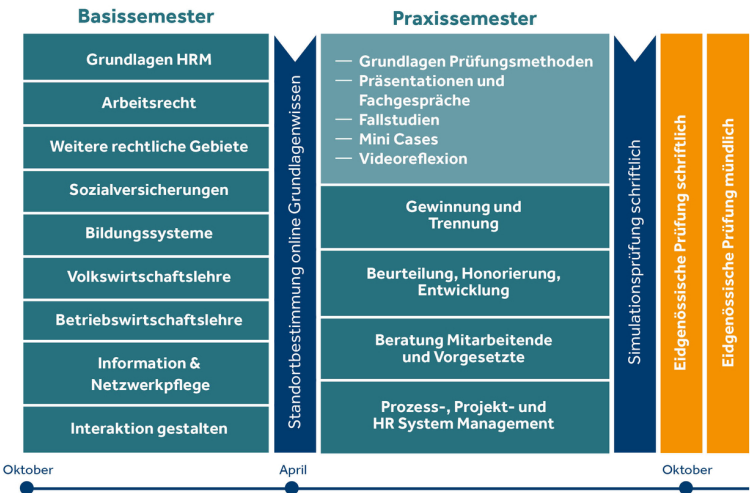 Basissemester
Grundlagen HRM
Arbeitsrecht
Weitere rechtliche Gebiete
Sozialversicherungen
Bildungssysteme
Volkswirtschaftslehre
Betriebswirtschaftslehre
Information &
Netzwerkpflege
Interaktion gestalten
Standortbestimmung online Grundlagenwissen
Praxissemester
— Grundlagen Prüfungsmethoden
— Präsentationen und
Fachgespräche
— Fallstudien
— Mini Cases
— Videoreflexion
Gewinnung und
Trennung
Beurteilung, Honorierung,
Entwicklung
Beratung Mitarbeitende
und Vorgesetzte
Prozess-, Projekt- und
HR System Management
Simulationsprüfung schriftlich
Eidgenössische Prüfung schriftlich
Eidgenössische Prüfung mündlich
Oktober
April
Oktober